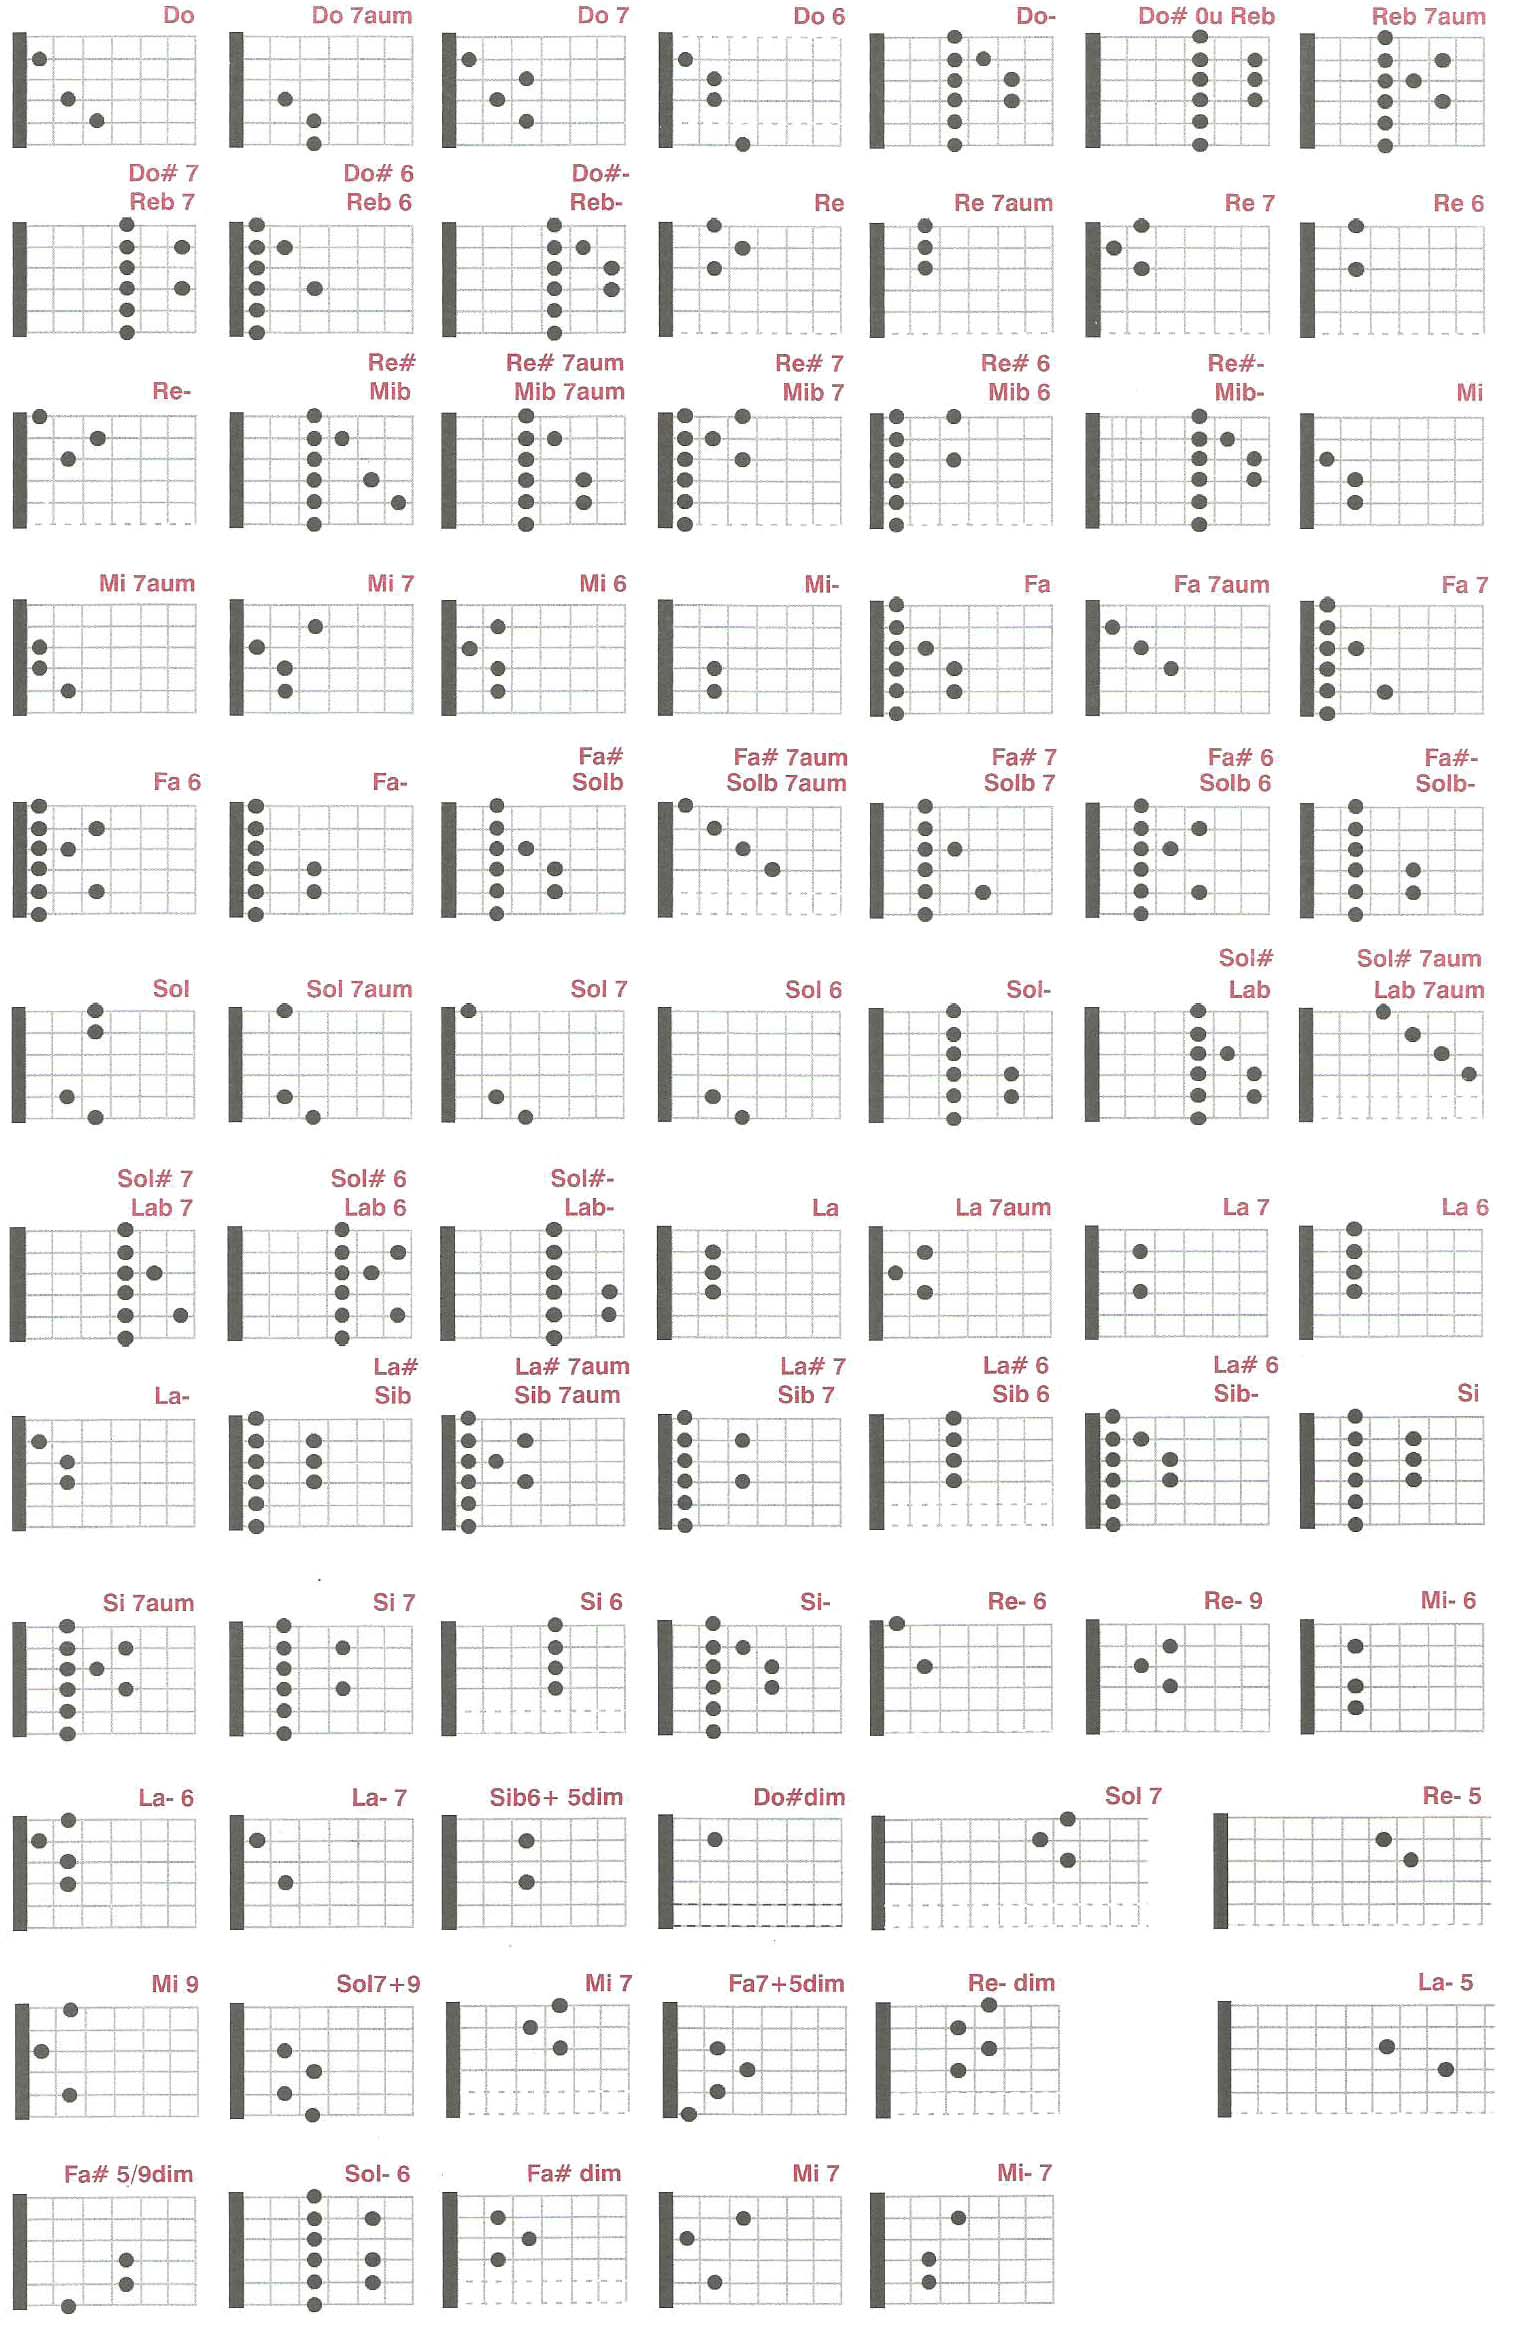 Do Do 7aum Do 7 Do 6 Do- Do# 0u Reb Reb 7aum
Do# 7 Do# 6 Do#-
Reb 7 Reb 6 Reb- Re Re 7aum Re 7 Re 6
Re# Re# 7aum Re# 7 Re# 6 Re#-
Re- Mib Mib 7aum Mib 7 Mib 6 Mib- Mi
Mi 7aum Mi 7 Mi 6 Mi- Fa Fa 7aum Fa 7
Fa# Fa# 7aum Fa# 7 Fa# 6 Fa#-
Fa 6 Fa- Solb Solb 7aum Solb 7 Solb 6 Solb-
Sol# Sol# 7aum
Sol Sol 7aum Sol 7 Sol 6 Sol- Lab Lab 7aum
Sol# 7 Sol# 6 Sol#-
Lab 7 Lab 6 Lab- La La 7aum La 7 La 6
La# La# 7aum La# 7 La# 6 La# 6
La- Sib Sib 7aum Sib 7 Sib 6 Sib- Si
Si 7aum Si 7 Si 6 Si- Re- 6 Re- 9 Mi- 6
La- 6 La- 7 Sib6+ 5dim Do#dim Sol 7 Re- 5
Mi 9 Sol7+9 Mi 7 Fa7+5dim Re- dim La- 5
Fa# 5/9dim Sol- 6 Fa# dim Mi 7 Mi- 7